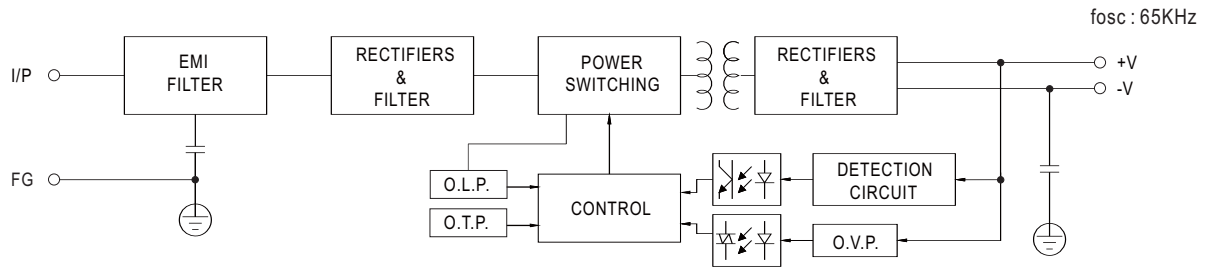 fosc : 65KHz
I/P
EMI
FILTER
RECTIFIERS
&
FILTER
POWER
SWITCHING
RECTIFIERS
&
FILTER
+V
-V
FG
O.L.P.
O.T.P.
CONTROL
DETECTION
CIRCUIT
O.V.P.